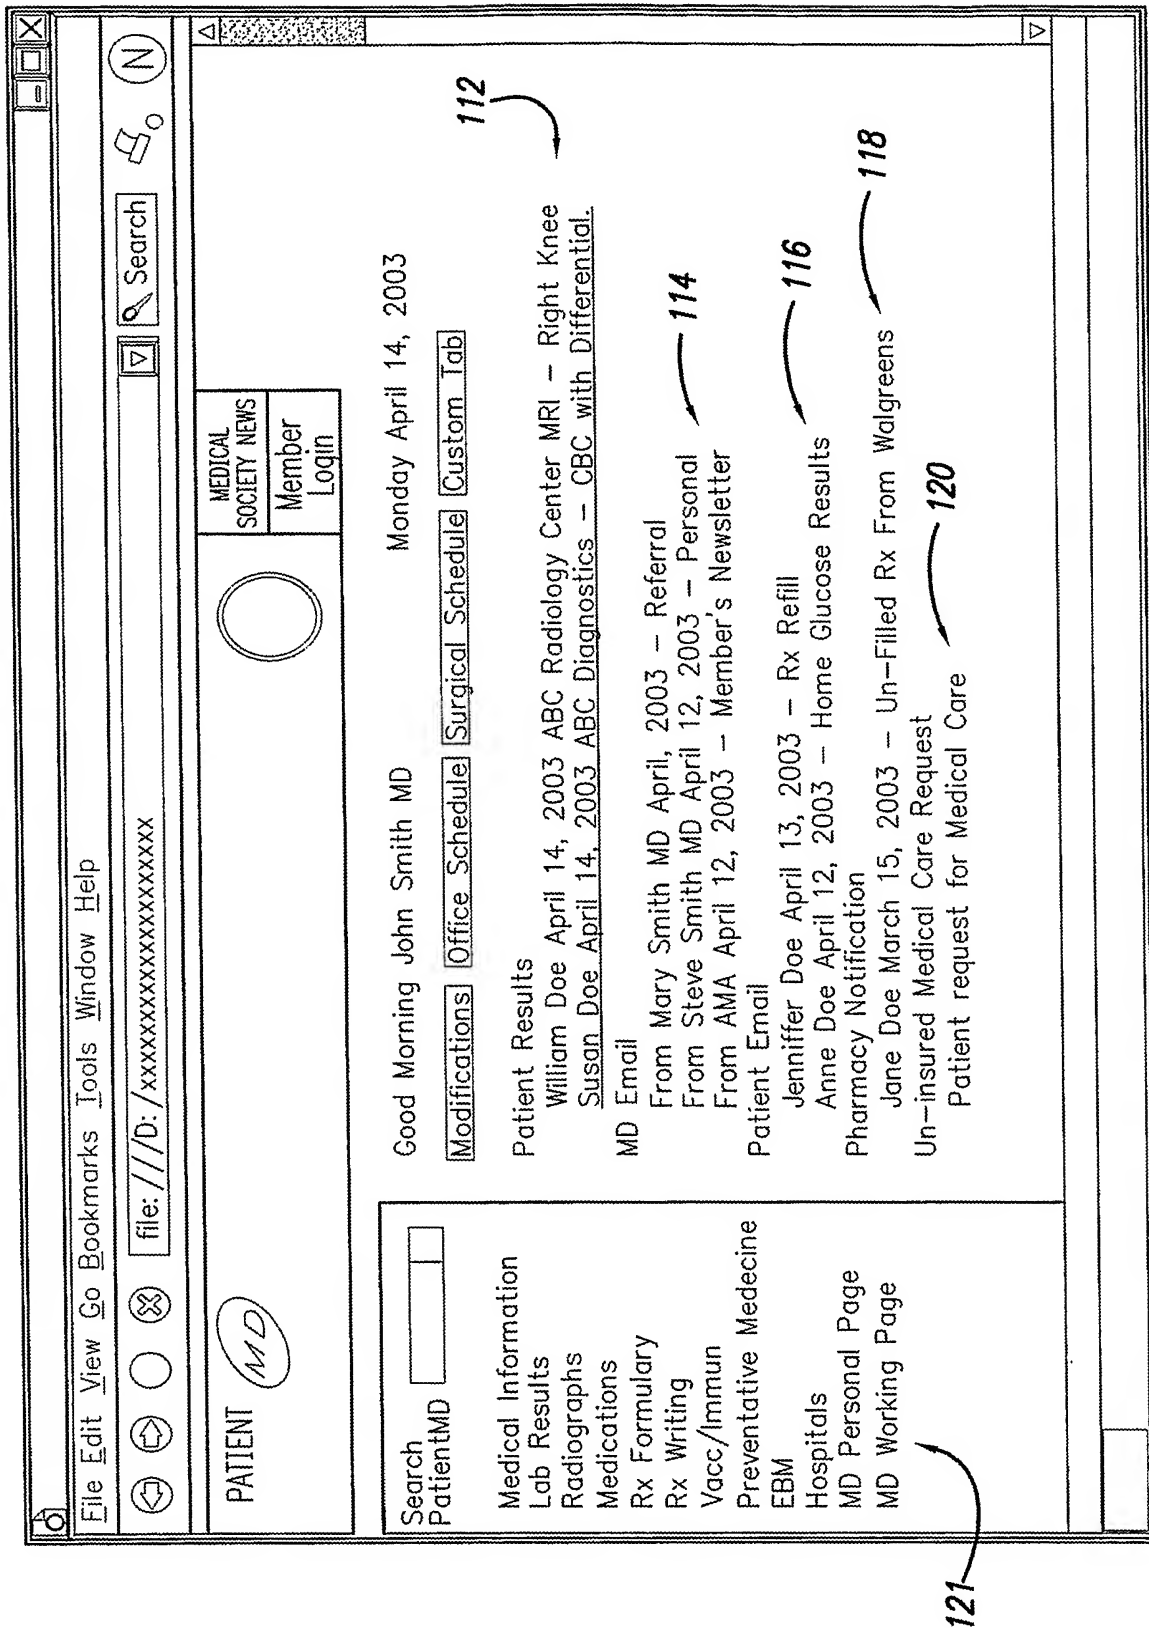 File Edit View Go Bookmarks Tools Window Help
file: ///D: /xxxxxxxxxxxxxxxxxxxxxxx
Search
N
PATIENT MD
MEDICAL
SOCIETY NEWS
Member
Login
Search
PatientMD
Medical Information
Lab Results
Radiographs
Medications
Rx Formulary
Rx Writing
Vacc/Immun
Preventative Medecine
EBM
Hospitals
MD Personal Page
MD Working Page
121
Good Morning John Smith MD Monday April 14, 2003
Modifications Office Schedule Surgical Schedule Custom Tab
112
Patient Results
William Doe April 14, 2003 ABC Radiology Center MRI – Right Knee
Susan Doe April 14, 2003 ABC Diagnostics – CBC with Differential.
MD Email
From Mary Smith MD April, 2003 – Referral
From Steve Smith MD April 12, 2003 – Personal
114
From AMA April 12, 2003 – Member's Newsletter
Patient Email
Jenniffer Doe April 13, 2003 – Rx Refill
116
Anne Doe April 12, 2003 – Home Glucose Results
Pharmacy Notification
118
Jane Doe March 15, 2003 – Un-Filled Rx From Walgreens
Un-insured Medical Care Request
120
Patient request for Medical Care